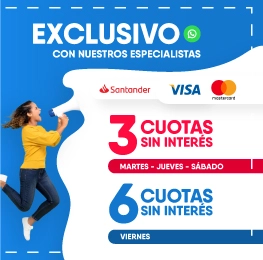 EXCLUSIVO
CON NUESTROS ESPECIALISTAS
Santander VISA mastercard
3 CUOTAS
SIN INTERÉS
MARTES - JUEVES - SÁBADO
6 CUOTAS
SIN INTERÉS
VIERNES